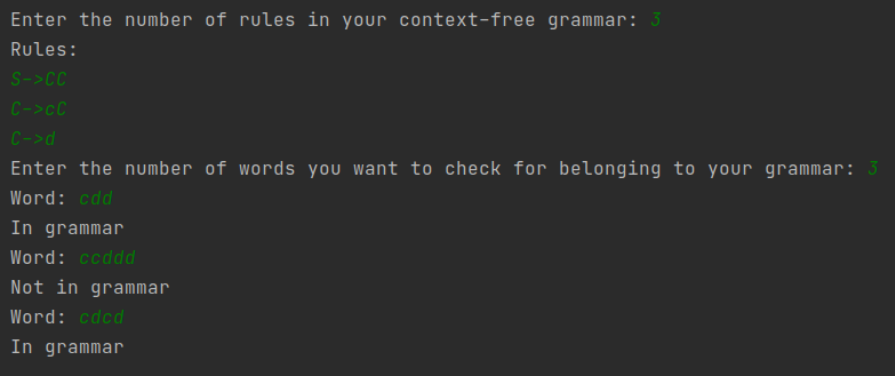 Enter the number of rules in your context-free grammar: 3
Rules:
S->CC
C->cC
C->d
Enter the number of words you want to check for belonging to your grammar: 3
Word: cdd
In grammar
Word: ccddd
Not in grammar
Word: cdcd
In grammar